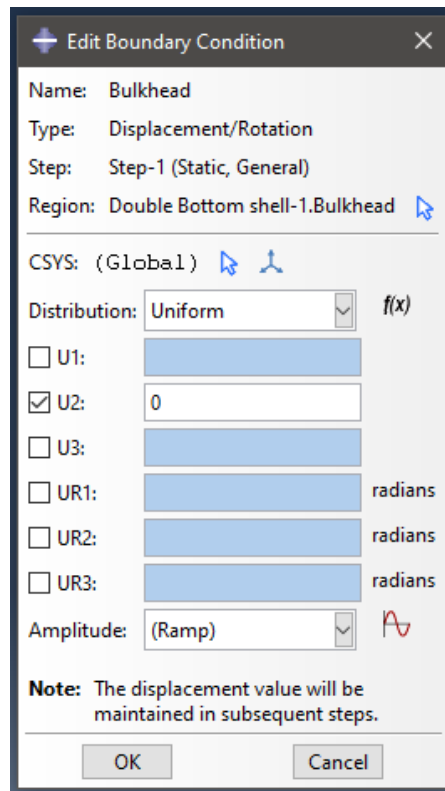 Edit Boundary Condition
Name: Bulkhead
Type: Displacement/Rotation
Step: Step-1 (Static, General)
Region: Double Bottom shell-1.Bulkhead
CSYS: (Global)
Distribution: Uniform f(x)
U1:
U2: 0
U3:
UR1: radians
UR2: radians
UR3: radians
Amplitude: (Ramp)
Note: The displacement value will be
maintained in subsequent steps.
OK Cancel